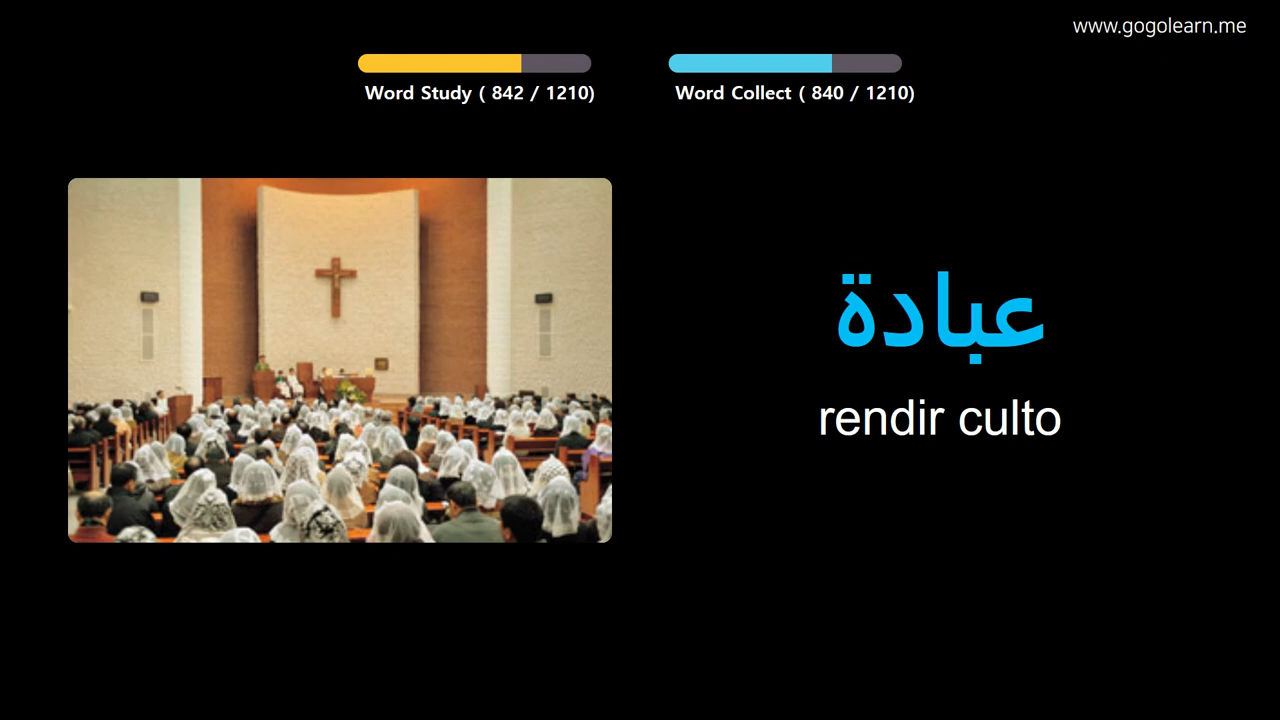 www.gogolearn.me
Word Study ( 842 / 1210)
Word Collect ( 840 / 1210)
عبادة
rendir culto